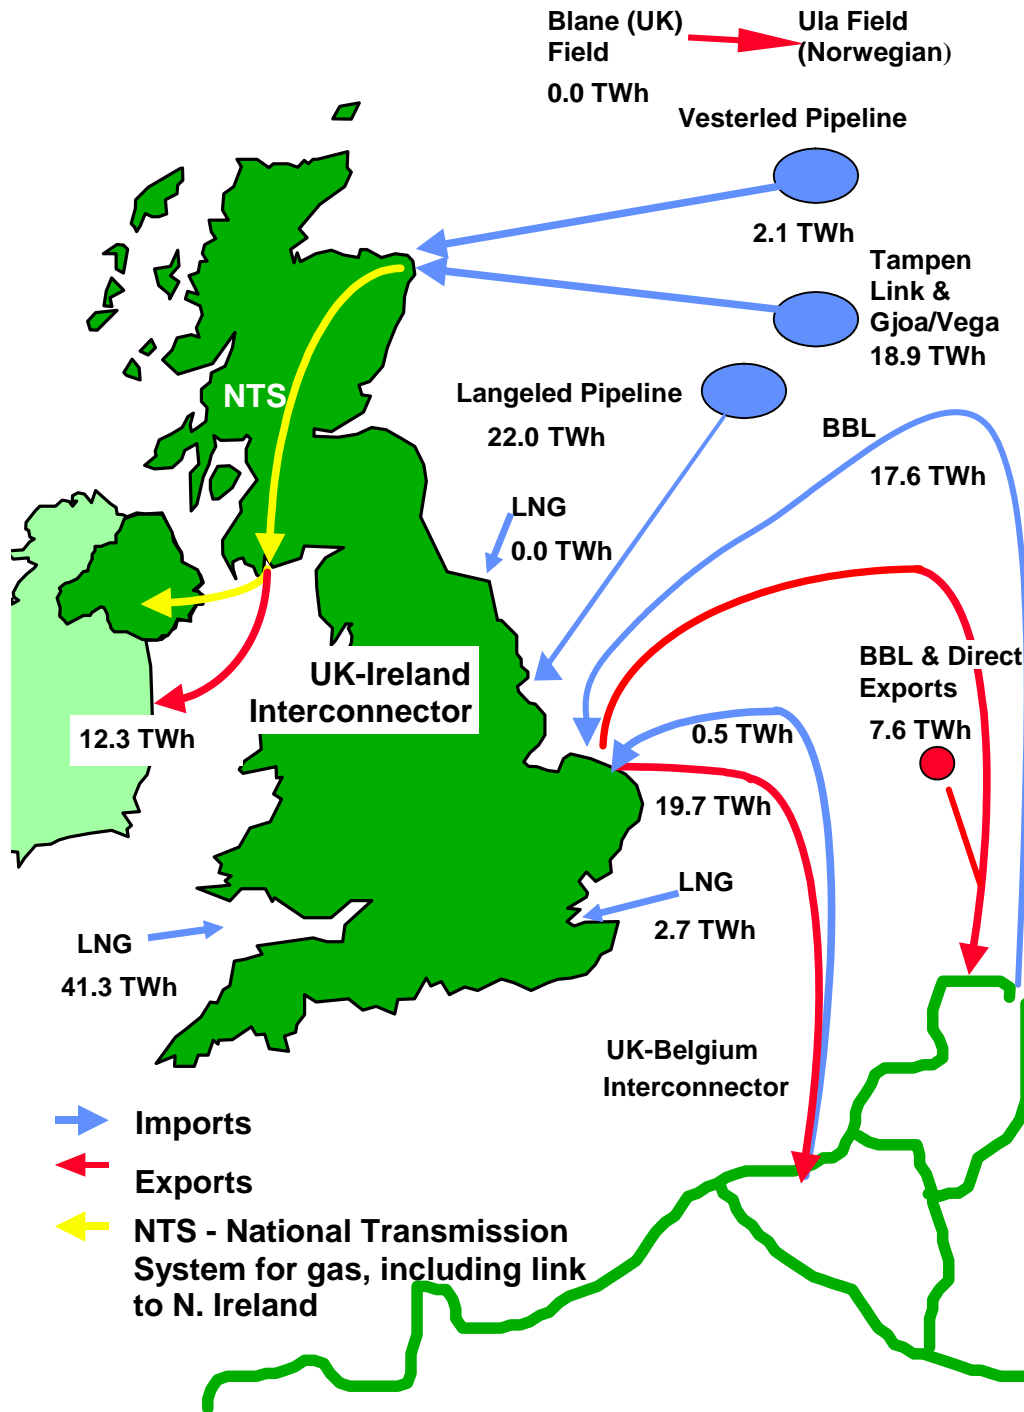 Blane (UK)
Field
0.0 TWh
Ula Field
(Norwegian)
Vesterled Pipeline
2.1 TWh
Tampen
Link &
Gjoa/Vega
18.9 TWh
Langeled Pipeline
22.0 TWh
NTS
BBL
17.6 TWh
LNG
0.0 TWh
BBL & Direct
Exports
7.6 TWh
UK-Ireland
Interconnector
12.3 TWh
0.5 TWh
19.7 TWh
LNG
2.7 TWh
LNG
41.3 TWh
UK-Belgium
Interconnector
Imports
Exports
NTS - National Transmission
System for gas, including link
to N. Ireland